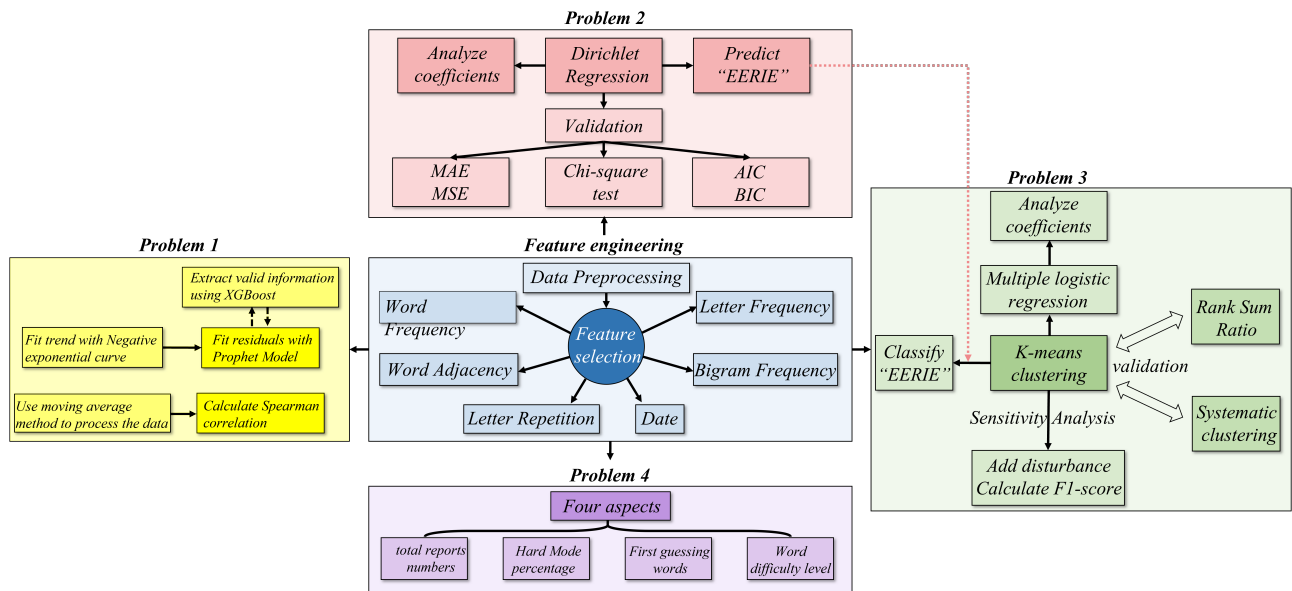 Problem 2
Analyze
coefficients
Dirichlet
Regression
Predict
“EERIE”
Validation
MAE
MSE
Chi-square
test
AIC
BIC
Problem 1
Extract valid information
using XGBoost
Fit trend with Negative
exponential curve
Fit residuals with
Prophet Model
Use moving average
method to process the data
Calculate Spearman
correlation
Feature engineering
Data Preprocessing
Word
Frequency
Letter Frequency
Feature
selection
Word Adjacency
Bigram Frequency
Letter Repetition
Date
Problem 3
Analyze
coefficients
Multiple logistic
regression
Rank Sum
Ratio
Classify
“EERIE”
K-means
clustering
validation
Sensitivity Analysis
Systematic
clustering
Add disturbance
Calculate F1-score
Problem 4
Four aspects
total reports
numbers
Hard Mode
percentage
First guessing
words
Word
difficulty level